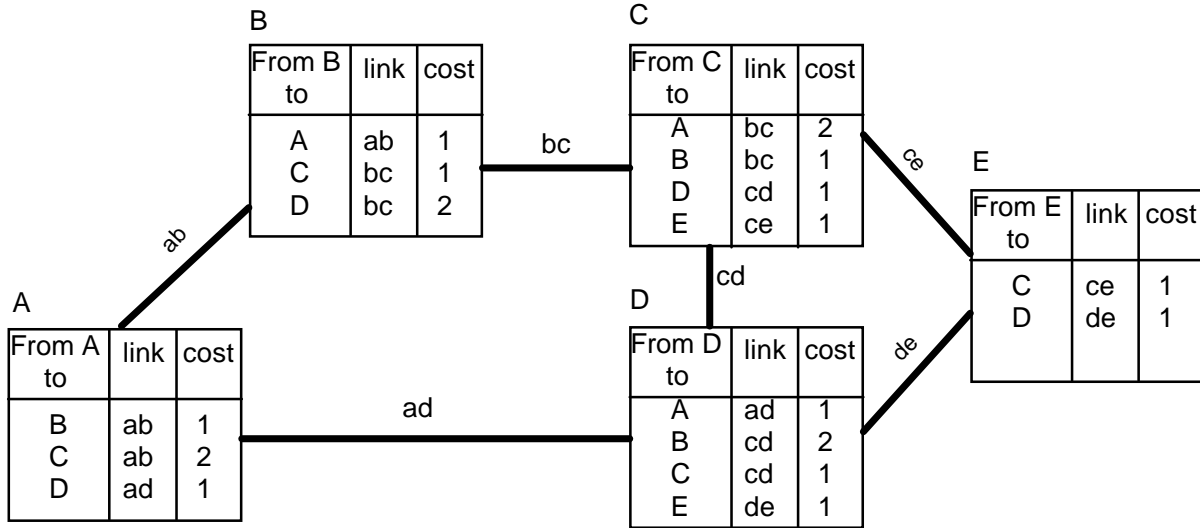 B
From B link cost
to
A ab 1
C bc 1
D bc 2
bc
C
From C link cost
to
A bc 2
B bc 1
D cd 1
E ce 1
ce
E
From E link cost
to
C ce 1
D de 1
ab
cd
A
From A link cost
to
B ab 1
C ab 2
D ad 1
ad
D
From D link cost
to
A ad 1
B cd 2
C cd 1
E de 1
de